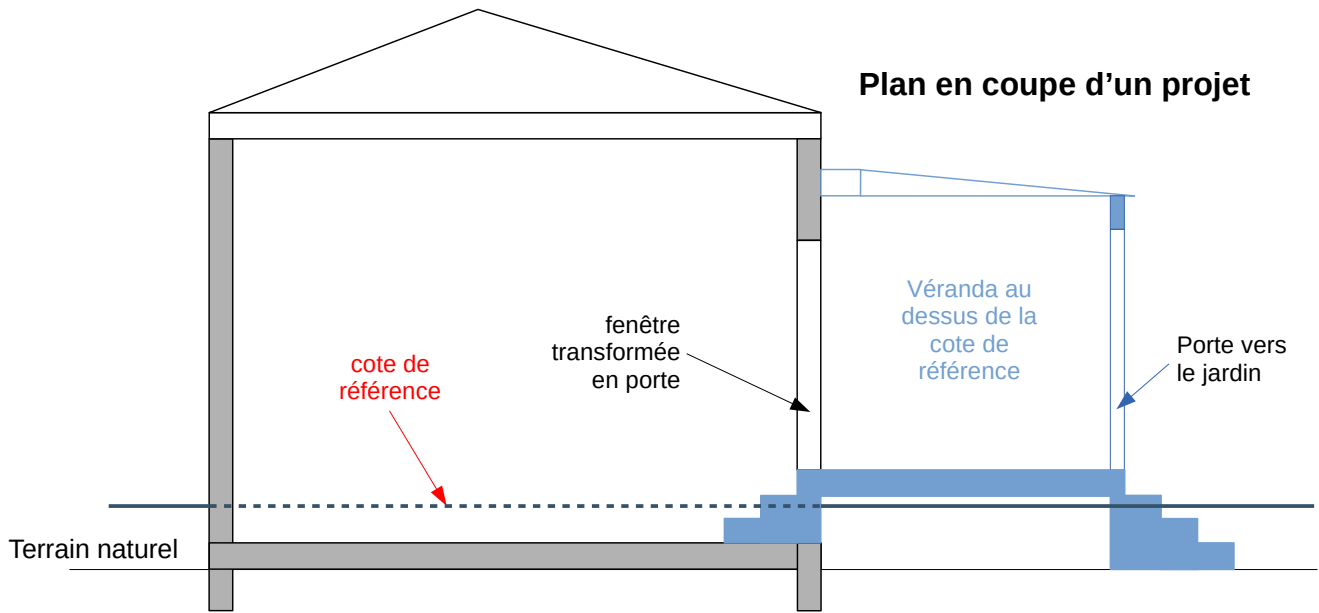 Plan en coupe d’un projet
Véranda au
dessus de la
cote de
référence
fenêtre
transformée
en porte
Porte vers
le jardin
cote de
référence
Terrain naturel